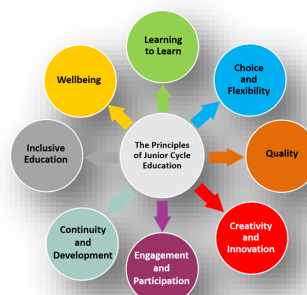 Learning
to Learn
Choice
and
Flexibility
Quality
Creativity
and
Innovation
Engagement
and
Participation
Continuity
and
Development
Inclusive
Education
Wellbeing
The Principles
of Junior Cycle
Education